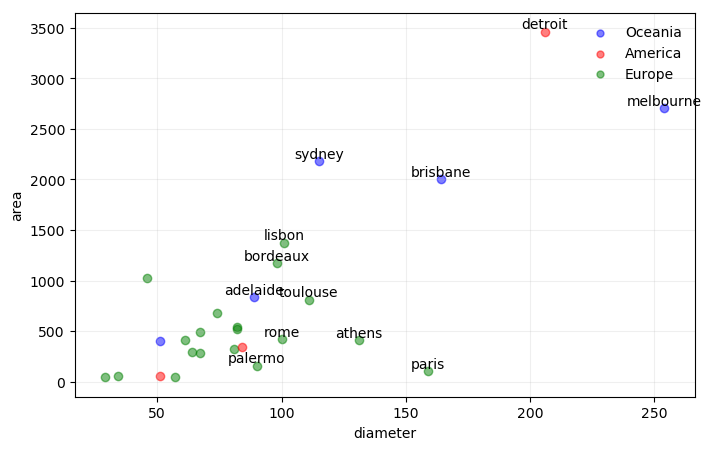 3500
3000
2500
2000
1500
1000
500
0
area
detroit
Oceania
America
Europe
melbourne
sydney
brisbane
lisbon
bordeaux
adelaide
toulouse
rome
athens
palermo
paris
50
100
150
200
250
diameter